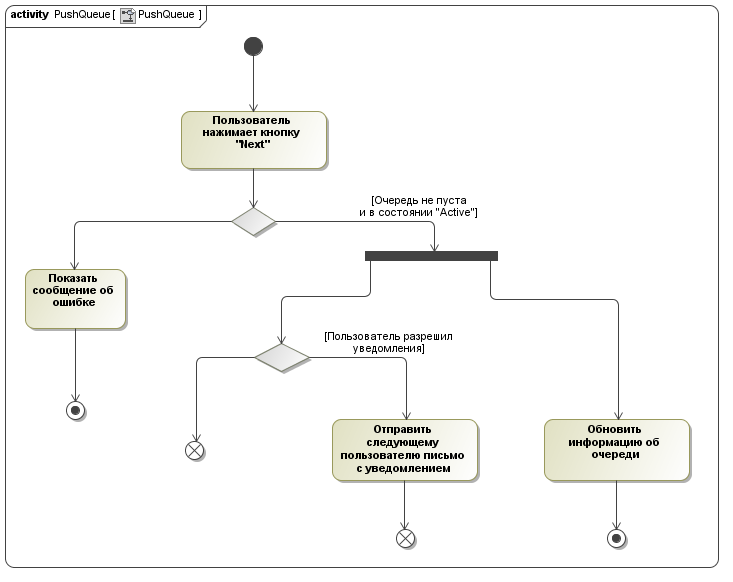 activity PushQueue [ PushQueue ]
Пользователь
нажимает кнопку
"Next"
[Очередь не пуста
и в состоянии "Active"]
Показать
сообщение об
ошибке
[Пользователь разрешил
уведомления]
Отправить
следующему
пользователю письмо
с уведомлением
Обновить
информацию об
очереди